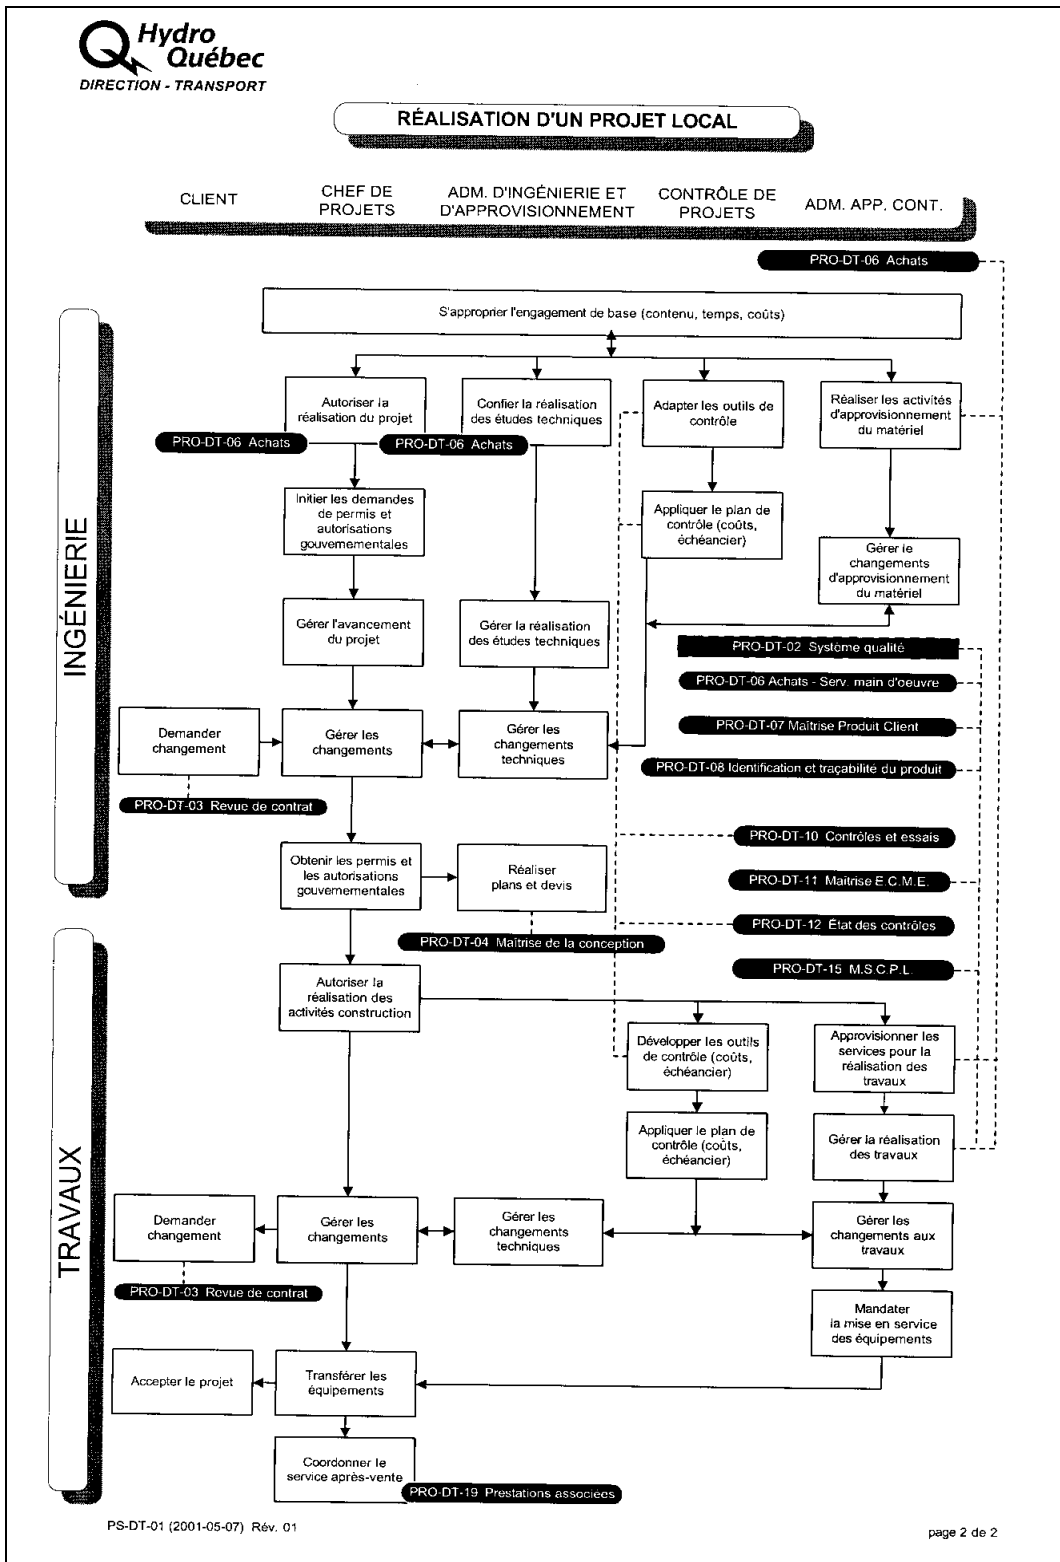 Hydro
Québec
DIRECTION - TRANSPORT
RÉALISATION D'UN PROJET LOCAL
CLIENT
CHEF DE
PROJETS
ADM. D'INGÉNIERIE ET
D'APPROVISIONNEMENT
CONTRÔLE DE
PROJETS
ADM. APP. CONT.
PRO-DT-06 Achats
S'approprier l'engagement de base (contenu, temps, coûts)
INGÉNIERIE
Autoriser la
réalisation du projet
Confier la réalisation
des études techniques
Adapter les outils de
contrôle
Réaliser les activités
d'approvisionnement
du matériel
PRO-DT-06 Achats
PRO-DT-06 Achats
Initier les demandes
de permis et
autorisations
gouvernementales
Appliquer le plan de
contrôle (coûts,
échéancier)
Gérer le
changements
d'approvisionnement
du matériel
Gérer l'avancement
du projet
Gérer la réalisation
des études techniques
PRO-DT-02 Système qualité
PRO-DT-06 Achats - Serv. main d'oeuvre
PRO-DT-07 Maîtrise Produit Client
PRO-DT-08 Identification et traçabilité du produit
Demander
changement
Gérer les
changements
Gérer les
changements
techniques
PRO-DT-03 Revue de contrat
PRO-DT-10 Contrôles et essais
PRO-DT-11 Maîtrise E.C.M.E.
PRO-DT-12 État des contrôles
PRO-DT-15 M.S.C.P.L.
Obtenir les permis et
les autorisations
gouvernementales
Réaliser
plans et devis
PRO-DT-04 Maîtrise de la conception
TRAVAUX
Autoriser la
réalisation des
activités construction
Développer les outils
de contrôle (coûts,
échéancier)
Approvisionner les
services pour la
réalisation des
travaux
Appliquer le plan de
contrôle (coûts,
échéancier)
Gérer la réalisation
des travaux
Demander
changement
Gérer les
changements
Gérer les
changements
techniques
Gérer les
changements aux
travaux
PRO-DT-03 Revue de contrat
Mandater
la mise en service
des équipements
Accepter le projet
Transférer les
équipements
Coordonner le
service après-vente
PRO-DT-19 Prestations associées
PS-DT-01 (2001-05-07) Rév. 01
page 2 de 2